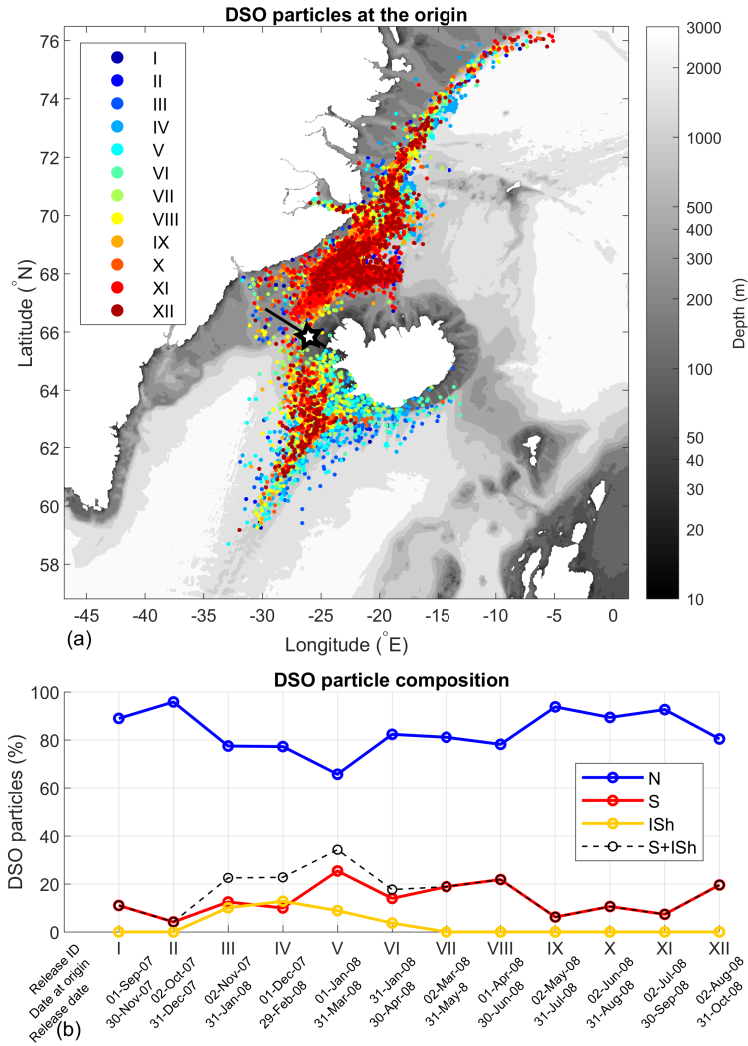 DSO particles at the origin
76
74
72
70
68
66
64
62
60
58
Latitude (°N)
I
II
III
IV
V
VI
VII
VIII
IX
X
XI
XII
-45
-40
-35
-30
-25
-20
-15
-10
-5
0
Longitude (°E)
(a)
3000
2000
1000
500
400
300
200
100
50
40
30
20
10
Depth (m)
DSO particle composition
100
80
60
40
20
0
DSO particles (%)
N
S
ISh
S+ISh
Release ID
I
II
III
IV
V
VI
VII
VIII
IX
X
XI
XII
Date at origin
01-Sep-07
02-Oct-07
02-Nov-07
01-Dec-07
01-Jan-08
31-Jan-08
02-Mar-08
01-Apr-08
02-May-08
02-Jun-08
02-Jul-08
02-Aug-08
Release date
30-Nov-07
31-Dec-07
31-Jan-08
29-Feb-08
31-Mar-08
30-Apr-08
31-May-8
30-Jun-08
31-Jul-08
31-Aug-08
30-Sep-08
31-Oct-08
(b)